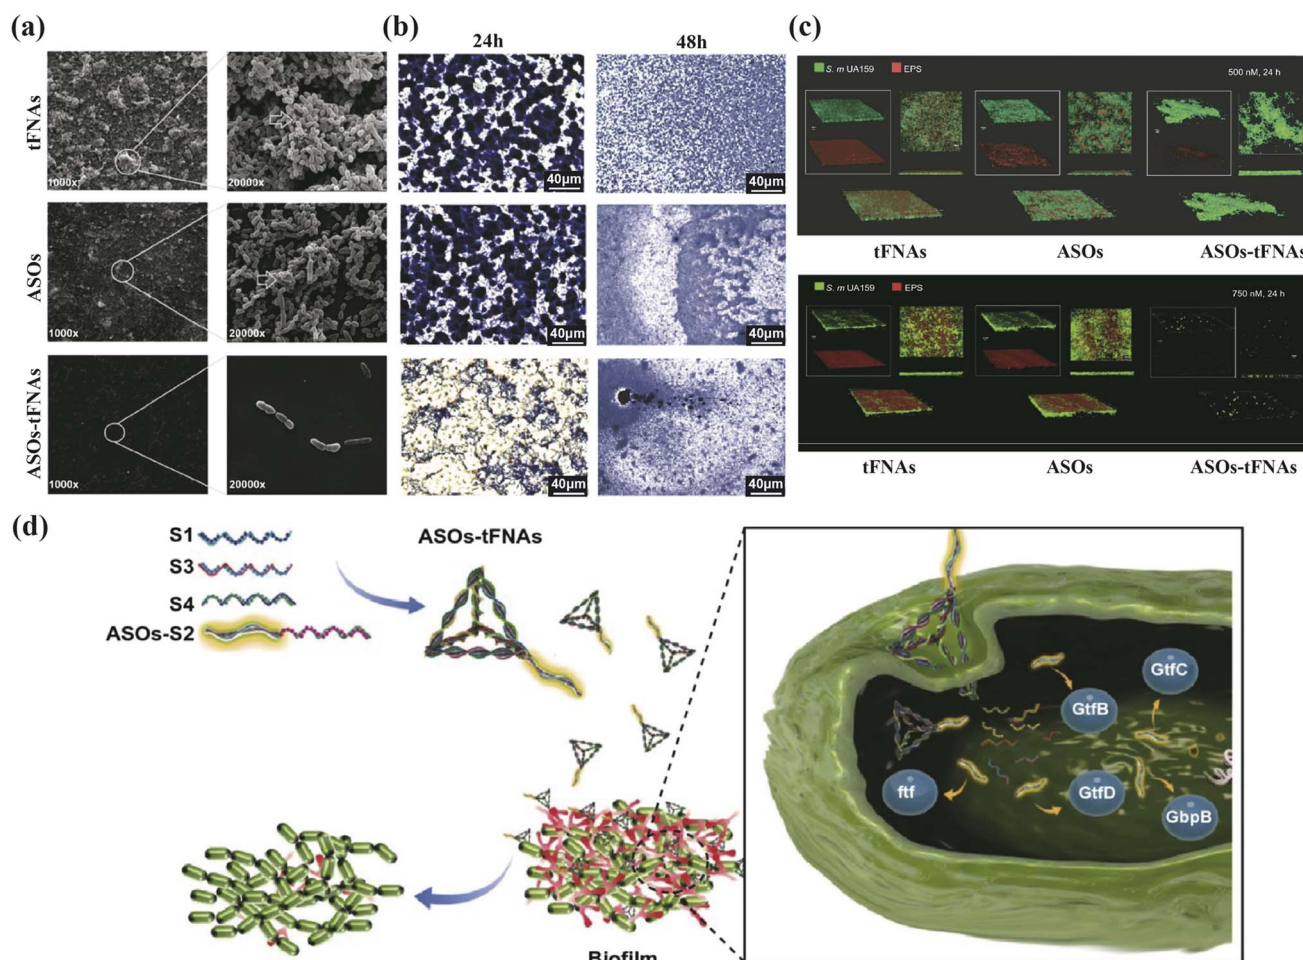 (a)
(b)
24h
48h
(c)
tFNAs
1000x
20000x
40μm
40μm
ASOs
1000x
20000x
40μm
40μm
ASOs-tFNAs
1000x
20000x
40μm
40μm
S. m UA159
EPS
500 nM, 24 h
tFNAs
ASOs
ASOs-tFNAs
S. m UA159
EPS
750 nM, 24 h
tFNAs
ASOs
ASOs-tFNAs
(d)
S1
S3
S4
ASOs-S2
ASOs-tFNAs
Biofilm
GtfC
GtfB
ftf
GtfD
GbpB